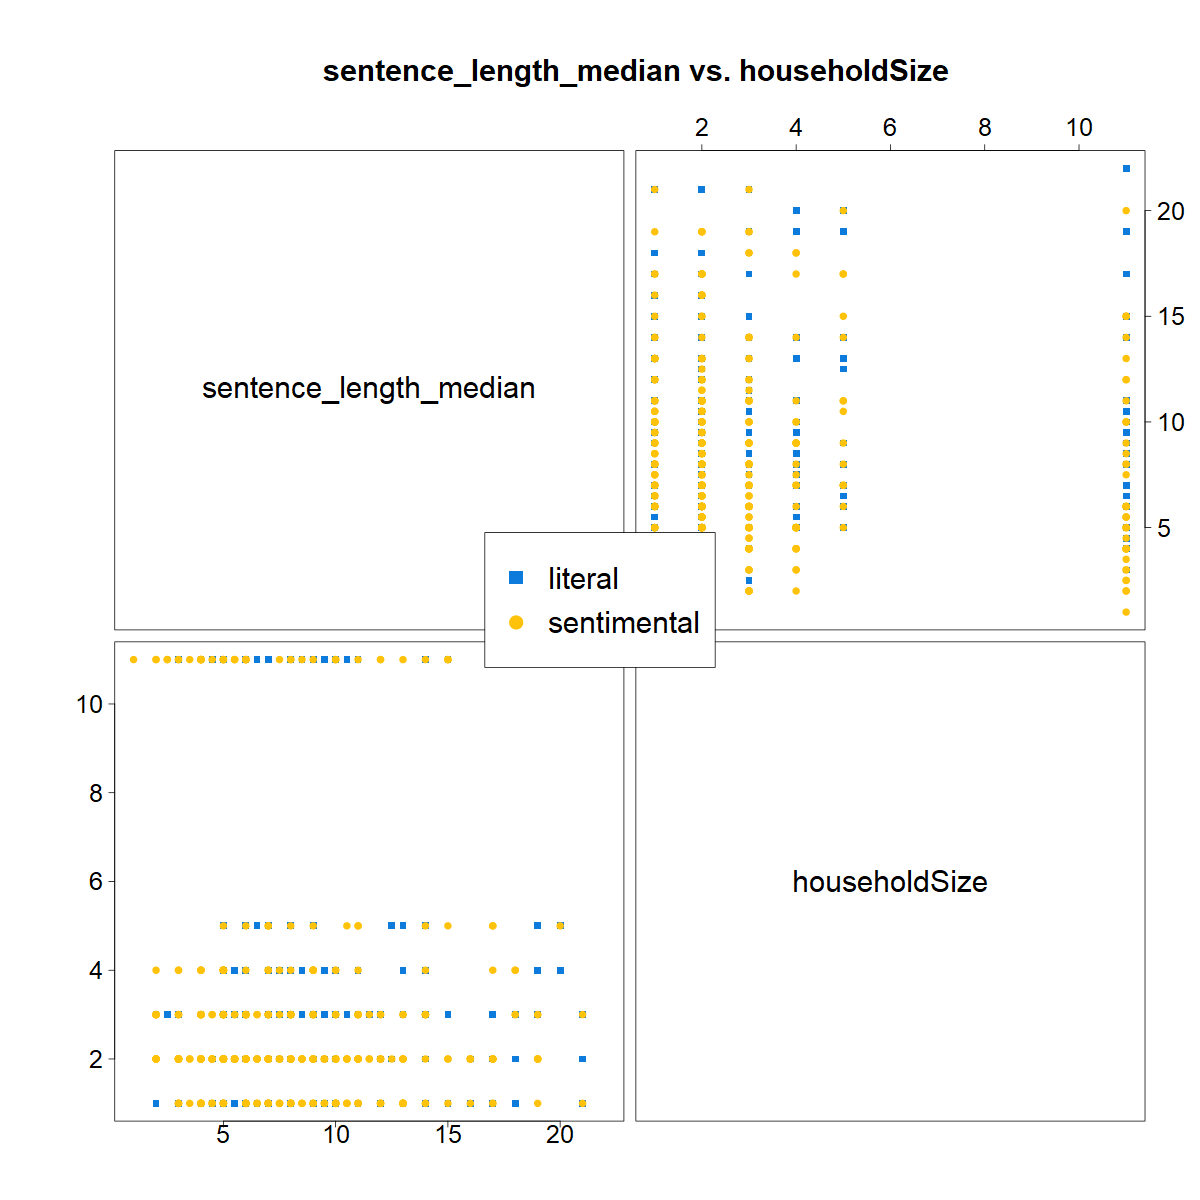 sentence_length_median vs. householdSize
2 4 6 8 10
sentence_length_median
20
15
10
5
literal
sentimental
10
8
6
4
2
householdSize
5 10 15 20